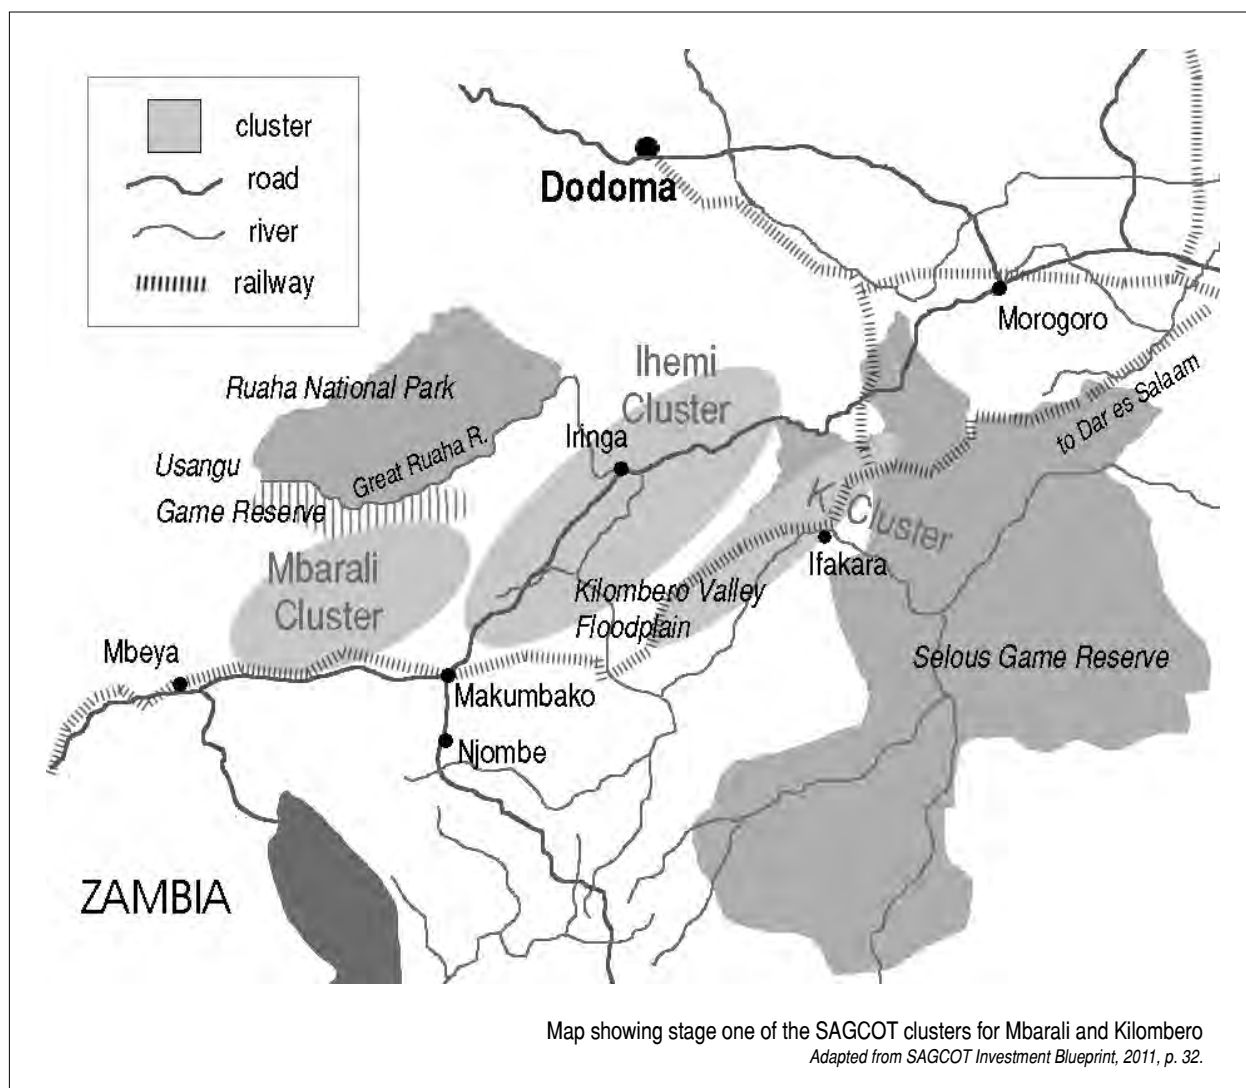 cluster
road
river
railway
Dodoma
Morogoro
to Dar es Salaam
Ihemi
Cluster
Ruaha National Park
Iringa
Great Ruaha R.
Usangu
Game Reserve
K
Cluster
Ifakara
Mbarali
Cluster
Kilombero Valley
Floodplain
Selous Game Reserve
Mbeya
Makumbako
Njombe
ZAMBIA
Map showing stage one of the SAGCOT clusters for Mbarali and Kilombero
Adapted from SAGCOT Investment Blueprint, 2011, p. 32.